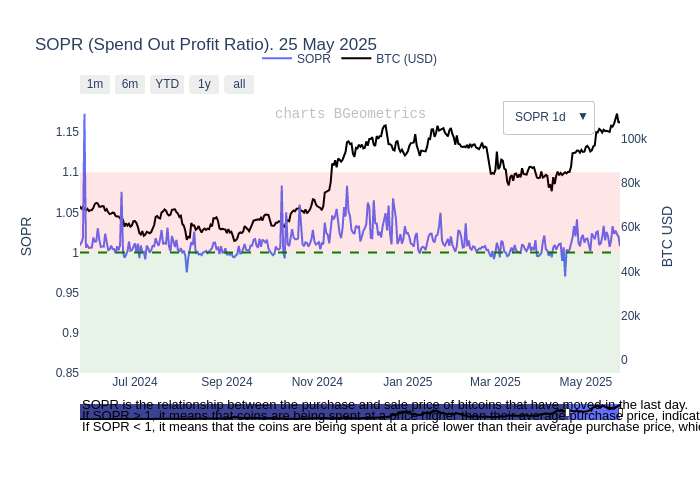 SOPR (Spend Out Profit Ratio). 25 May 2025
SOPR BTC (USD)
1m 6m YTD 1y all
charts BGeometrics
SOPR 1d ▼
1.15
1.1
1.05
1
0.95
0.9
0.85
SOPR
100k
80k
60k
40k
20k
0
BTC USD
Jul 2024 Sep 2024 Nov 2024 Jan 2025 Mar 2025 May 2025
SOPR is the relationship between the purchase and sale price of bitcoins that have moved in the last day.
If SOPR > 1, it means that coins are being spent at a price higher than their average purchase price, indicat
If SOPR < 1, it means that the coins are being spent at a price lower than their average purchase price, whic